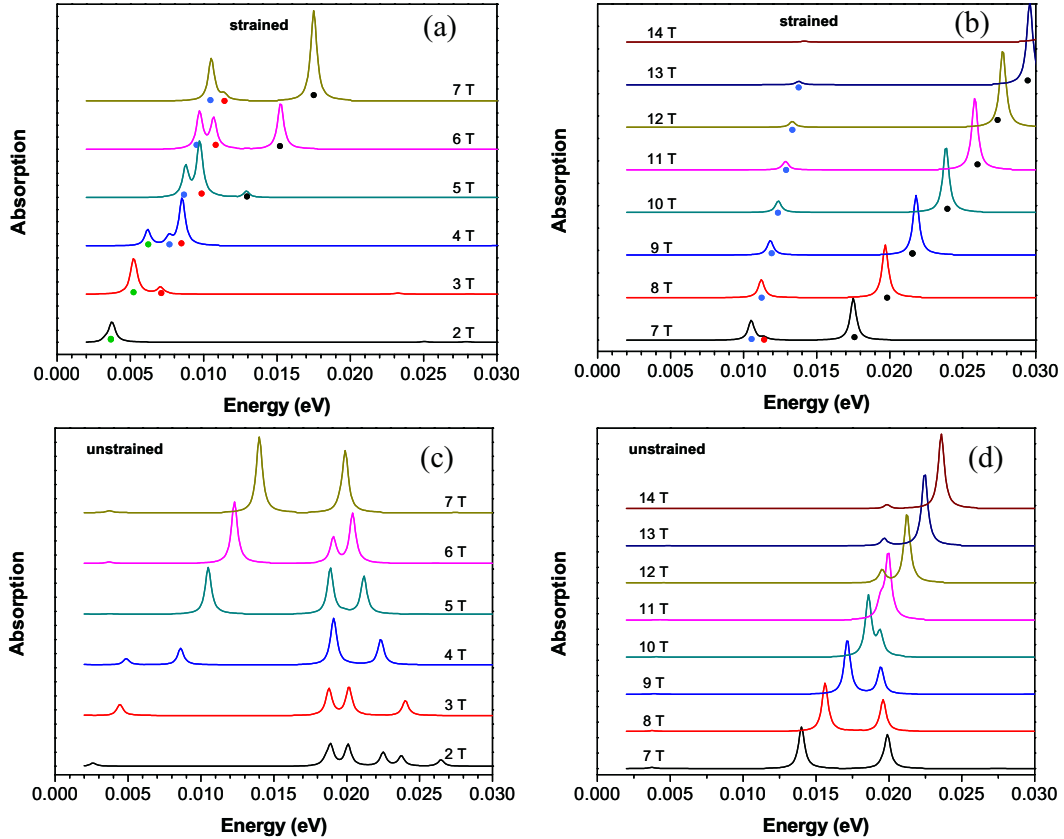 strained
(a)
7 T
6 T
5 T
4 T
3 T
2 T
Absorption
0.000 0.005 0.010 0.015 0.020 0.025 0.030
Energy (eV)
strained
(b)
14 T
13 T
12 T
11 T
10 T
9 T
8 T
7 T
Absorption
0.000 0.005 0.010 0.015 0.020 0.025 0.030
Energy (eV)
unstrained
(c)
7 T
6 T
5 T
4 T
3 T
2 T
Absorption
0.000 0.005 0.010 0.015 0.020 0.025 0.030
Energy (eV)
unstrained
(d)
14 T
13 T
12 T
11 T
10 T
9 T
8 T
7 T
Absorption
0.000 0.005 0.010 0.015 0.020 0.025 0.030
Energy (eV)